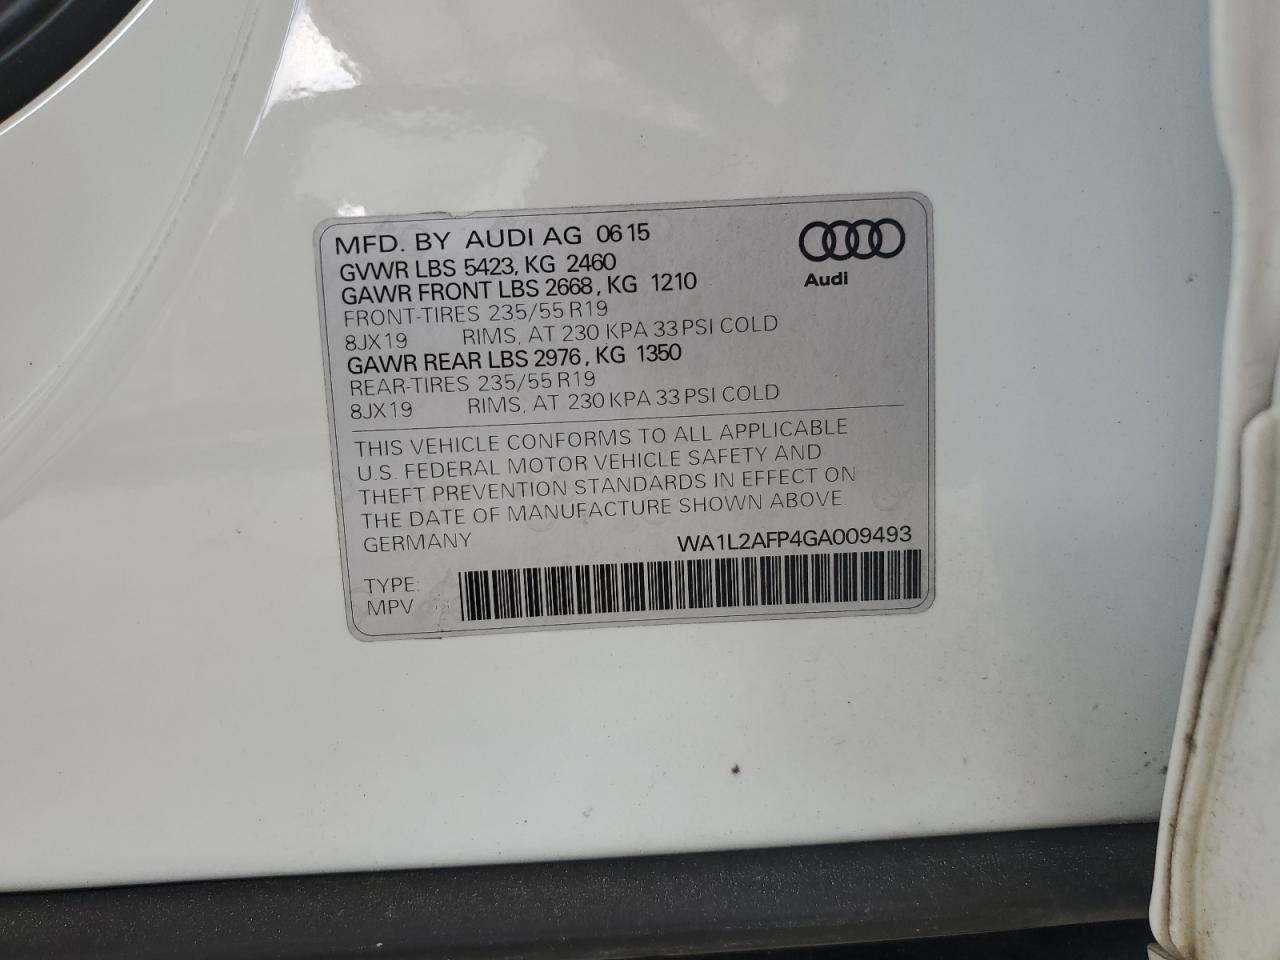 MFD. BY AUDI AG 06 15
Audi
GVWR LBS 5423, KG 2460
GAWR FRONT LBS 2668, KG 1210
FRONT-TIRES 235/55 R19
8JX19 RIMS, AT 230 KPA 33 PSI COLD
GAWR REAR LBS 2976, KG 1350
REAR-TIRES 235/55 R19
8JX19 RIMS, AT 230 KPA 33 PSI COLD
THIS VEHICLE CONFORMS TO ALL APPLICABLE
U.S. FEDERAL MOTOR VEHICLE SAFETY AND
THEFT PREVENTION STANDARDS IN EFFECT ON
THE DATE OF MANUFACTURE SHOWN ABOVE.
GERMANY WA1L2AFP4GA009493
TYPE:
MPV